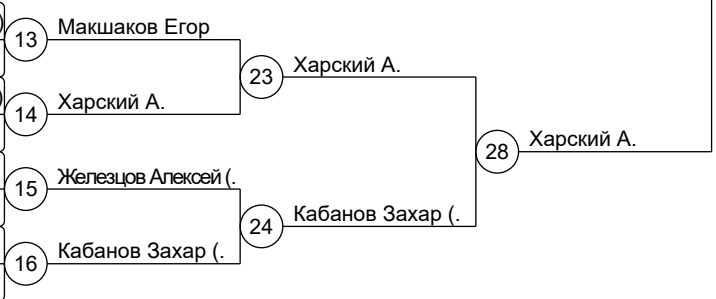 13 Макшаков Егор
23 Харский А.
14 Харский А.
28 Харский А.
15 Железцов Алексей (.
24 Кабанов Захар (.
16 Кабанов Захар (.